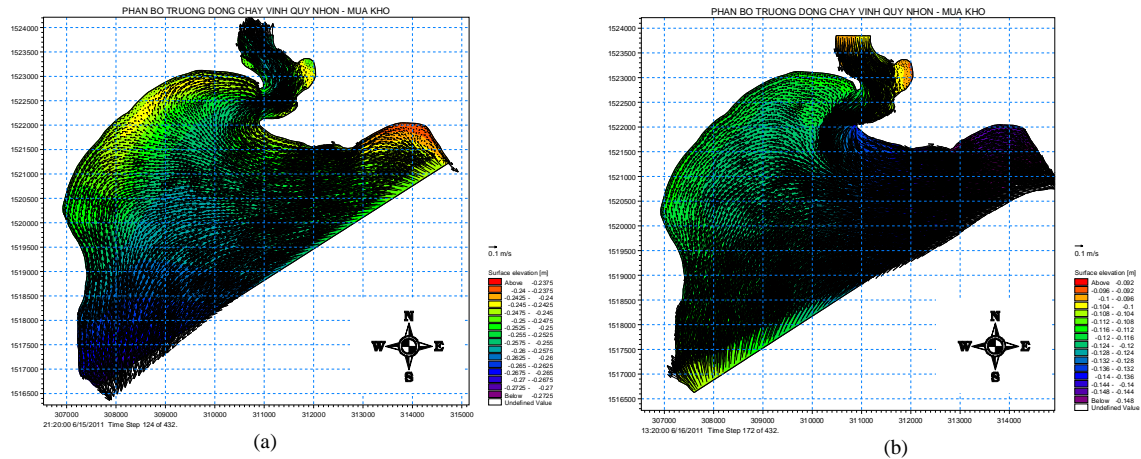 PHAN BO TRUONG DONG CHAY VINH QUY NHON - MUA KHO
1524000
1523500
1523000
1522500
1522000
1521500
1521000
1520500
1520000
1519500
1519000
1518500
1518000
1517500
1517000
1516500
307000 308000 309000 310000 311000 312000 313000 314000 315000
0.1 m/s
Surface elevation [m]
Above -0.2375
-0.24 - -0.2375
-0.2425 - -0.24
-0.245 - -0.2425
-0.2475 - -0.245
-0.25 - -0.2475
-0.2525 - -0.25
-0.255 - -0.2525
-0.2575 - -0.255
-0.26 - -0.2575
-0.2625 - -0.26
-0.265 - -0.2625
-0.2675 - -0.265
-0.27 - -0.2675
-0.2725 - -0.27
Below -0.2725
Undefined Value
N
W E
S
21:20:00 6/15/2011 Time Step 124 of 432.
(a)
PHAN BO TRUONG DONG CHAY VINH QUY NHON - MUA KHO
1524000
1523500
1523000
1522500
1522000
1521500
1521000
1520500
1520000
1519500
1519000
1518500
1518000
1517500
1517000
1516500
307000 308000 309000 310000 311000 312000 313000 314000
0.1 m/s
Surface elevation [m]
Above -0.092
-0.096 - -0.092
-0.1 - -0.096
-0.104 - -0.1
-0.108 - -0.104
-0.112 - -0.108
-0.116 - -0.112
-0.12 - -0.116
-0.124 - -0.12
-0.128 - -0.124
-0.132 - -0.128
-0.136 - -0.132
-0.14 - -0.136
-0.144 - -0.14
-0.148 - -0.144
Below -0.148
Undefined Value
N
W E
S
13:20:00 6/16/2011 Time Step 172 of 432.
(b)